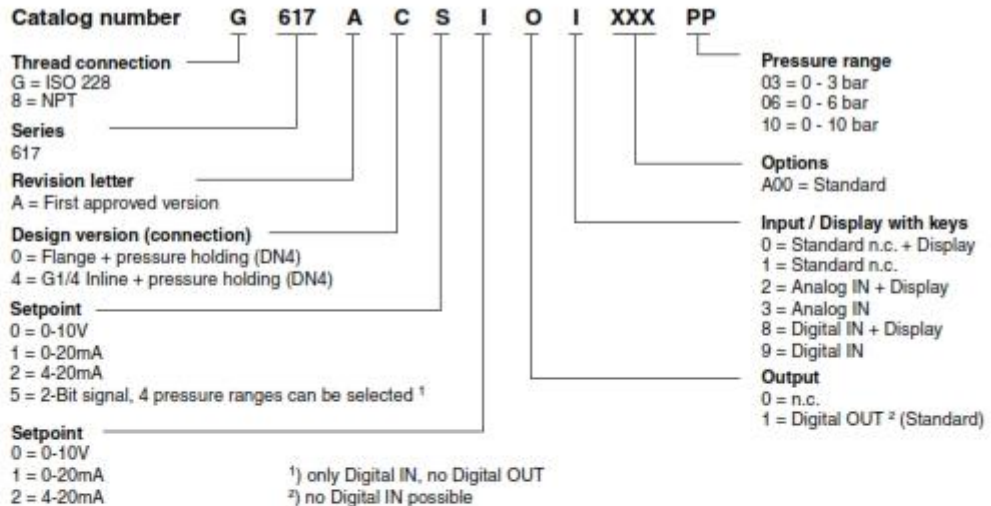 Catalog number G 617 A C S I O I XXX PP
Thread connection
G = ISO 228
8 = NPT
Series
617
Revision letter
A = First approved version
Design version (connection)
0 = Flange + pressure holding (DN4)
4 = G1/4 Inline + pressure holding (DN4)
Setpoint
0 = 0-10V
1 = 0-20mA
2 = 4-20mA
5 = 2-Bit signal, 4 pressure ranges can be selected ¹
Setpoint
0 = 0-10V
1 = 0-20mA
2 = 4-20mA
¹) only Digital IN, no Digital OUT
²) no Digital IN possible
Pressure range
03 = 0 - 3 bar
06 = 0 - 6 bar
10 = 0 - 10 bar
Options
A00 = Standard
Input / Display with keys
0 = Standard n.c. + Display
1 = Standard n.c.
2 = Analog IN + Display
3 = Analog IN
8 = Digital IN + Display
9 = Digital IN
Output
0 = n.c.
1 = Digital OUT ² (Standard)